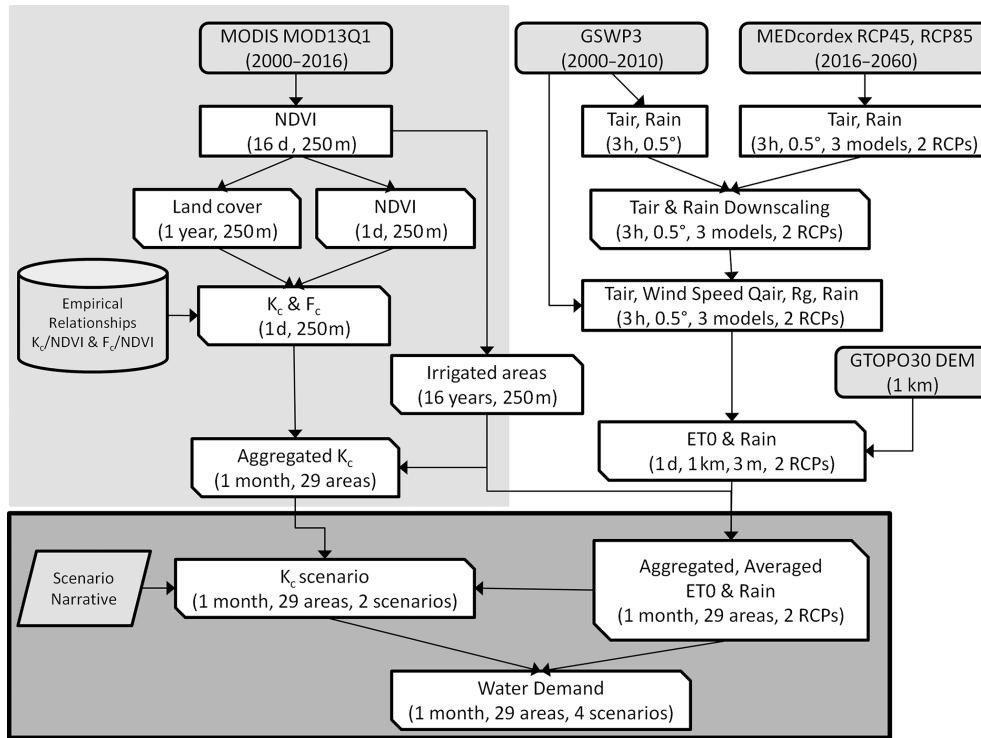 MODIS MOD13Q1
(2000–2016)
GSWP3
(2000–2010)
MEDcordex RCP45, RCP85
(2016–2060)
NDVI
(16 d, 250 m)
Tair, Rain
(3h, 0.5°)
Tair, Rain
(3h, 0.5°, 3 models, 2 RCPs)
Land cover
(1 year, 250 m)
NDVI
(1d, 250 m)
Tair & Rain Downscaling
(3h, 0.5°, 3 models, 2 RCPs)
Empirical
Relationships
Kc/NDVI & Fc/NDVI
Kc & Fc
(1 d, 250 m)
Tair, Wind Speed Qair, Rg, Rain
(3h, 0.5°, 3 models, 2 RCPs)
Irrigated areas
(16 years, 250 m)
GTOPO30 DEM
(1 km)
Aggregated Kc
(1 month, 29 areas)
ET0 & Rain
(1 d, 1 km, 3 m, 2 RCPs)
Scenario
Narrative
Kc scenario
(1 month, 29 areas, 2 scenarios)
Aggregated, Averaged
ET0 & Rain
(1 month, 29 areas, 2 RCPs)
Water Demand
(1 month, 29 areas, 4 scenarios)